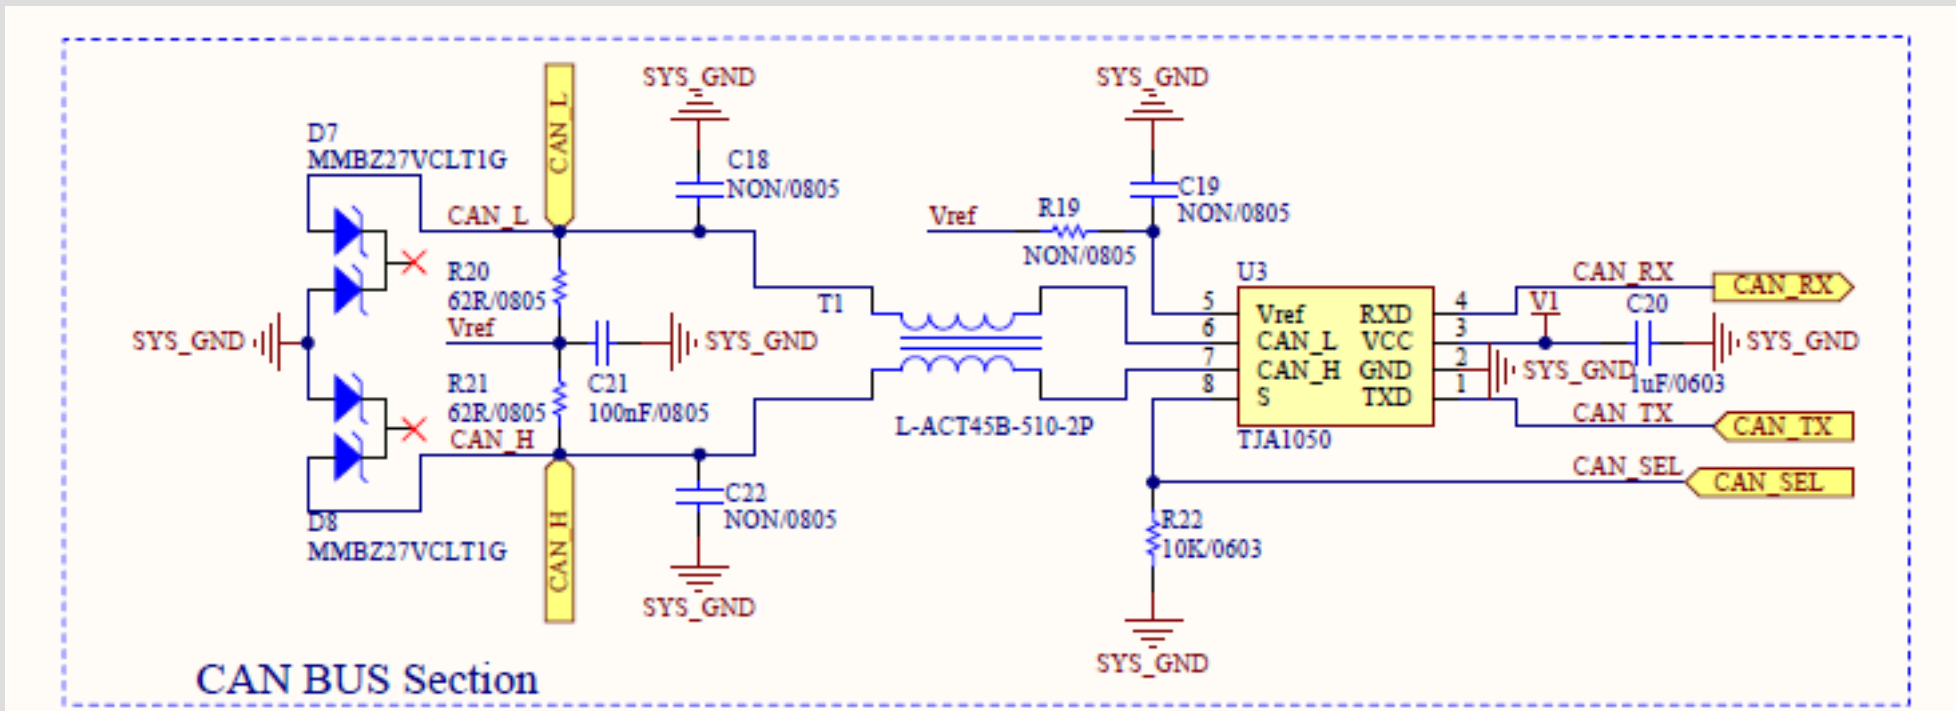 SYS_GND
SYS_GND
D7
MMBZ27VCLT1G
CAN_L
C18
NON/0805
C19
NON/0805
CAN_L
Vref
R19
NON/0805
R20
62R/0805
T1
U3
CAN_RX
CAN_RX
V1
C20
5 Vref RXD 4
6 CAN_L VCC 3
7 CAN_H GND 2
8 S TXD 1
SYS_GND
Vref
SYS_GND
SYS_GND
SYS_GND
1uF/0603
R21
62R/0805
C21
100nF/0805
L-ACT45B-510-2P
TJA1050
CAN_TX
CAN_TX
CAN_H
CAN_SEL
CAN_SEL
C22
NON/0805
D8
MMBZ27VCLT1G
CAN_H
R22
10K/0603
SYS_GND
SYS_GND
CAN BUS Section